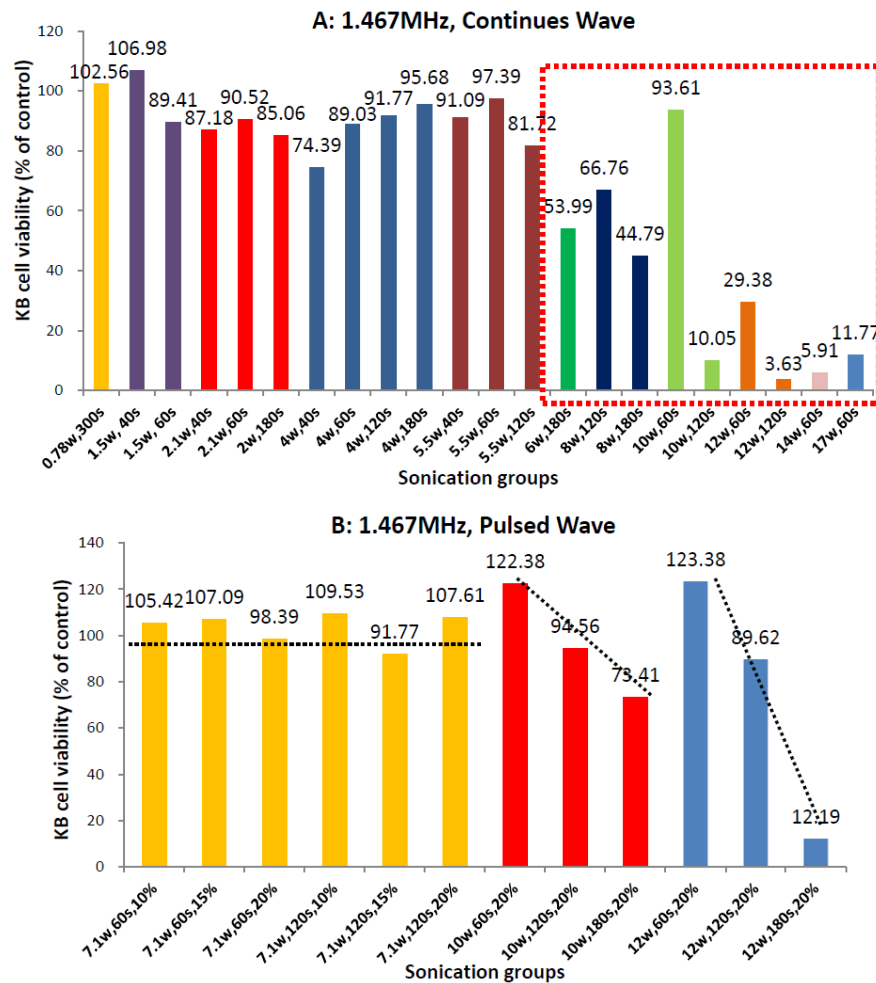 A: 1.467MHz, Continues Wave
KB cell viability (% of control)
120
100
80
60
40
20
0
102.56
106.98
89.41
87.18
90.52
85.06
74.39
89.03
91.77
95.68
91.09
97.39
81.72
53.99
66.76
44.79
93.61
10.05
29.38
3.63
5.91
11.77
0.78w,300s
1.5w, 40s
1.5w, 60s
2.1w,40s
2.1w,60s
2w,180s
4w,40s
4w,60s
4w,120s
4w,180s
5.5w,40s
5.5w,60s
5.5w,120s
6w,180s
8w,120s
8w,180s
10w,60s
10w,120s
12w,60s
12w,120s
14w,60s
17w,60s
Sonication groups
B: 1.467MHz, Pulsed Wave
KB cell viability (% of control)
140
120
100
80
60
40
20
0
105.42
107.09
98.39
109.53
91.77
107.61
122.38
94.56
73.41
123.38
89.62
12.19
7.1w,60s,10%
7.1w,60s,15%
7.1w,60s,20%
7.1w,120s,10%
7.1w,120s,15%
7.1w,120s,20%
10w,60s,20%
10w,120s,20%
10w,180s,20%
12w,60s,20%
12w,120s,20%
12w,180s,20%
Sonication groups